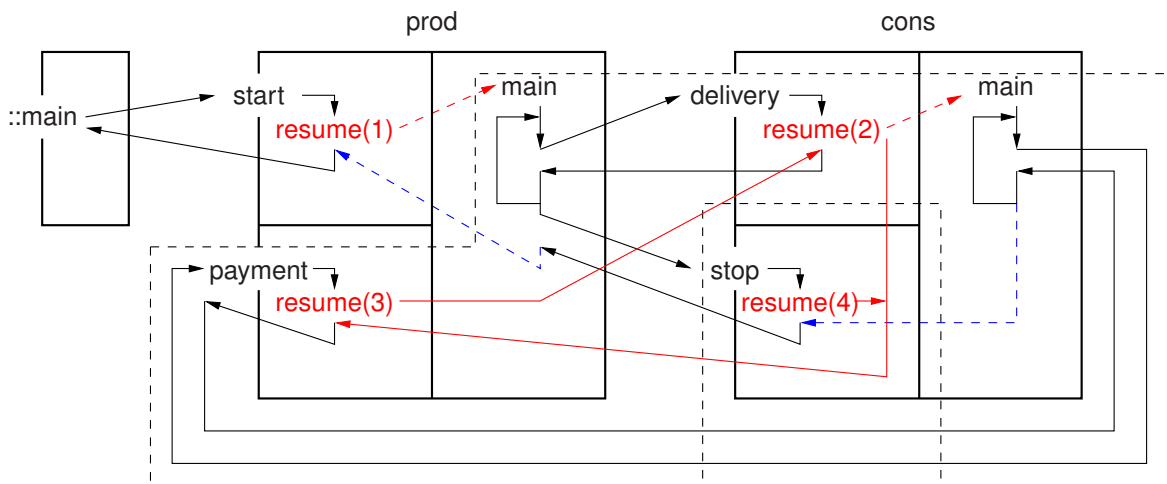 prod
cons
::main
start
resume(1)
main
delivery
resume(2)
main
payment
resume(3)
stop
resume(4)